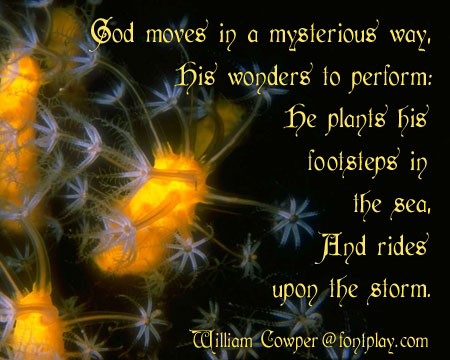 God moves in a mysterious way,
His wonders to perform:
He plants his
footsteps in
the sea,
And rides
upon the storm.
William Cowper @fontplay.com